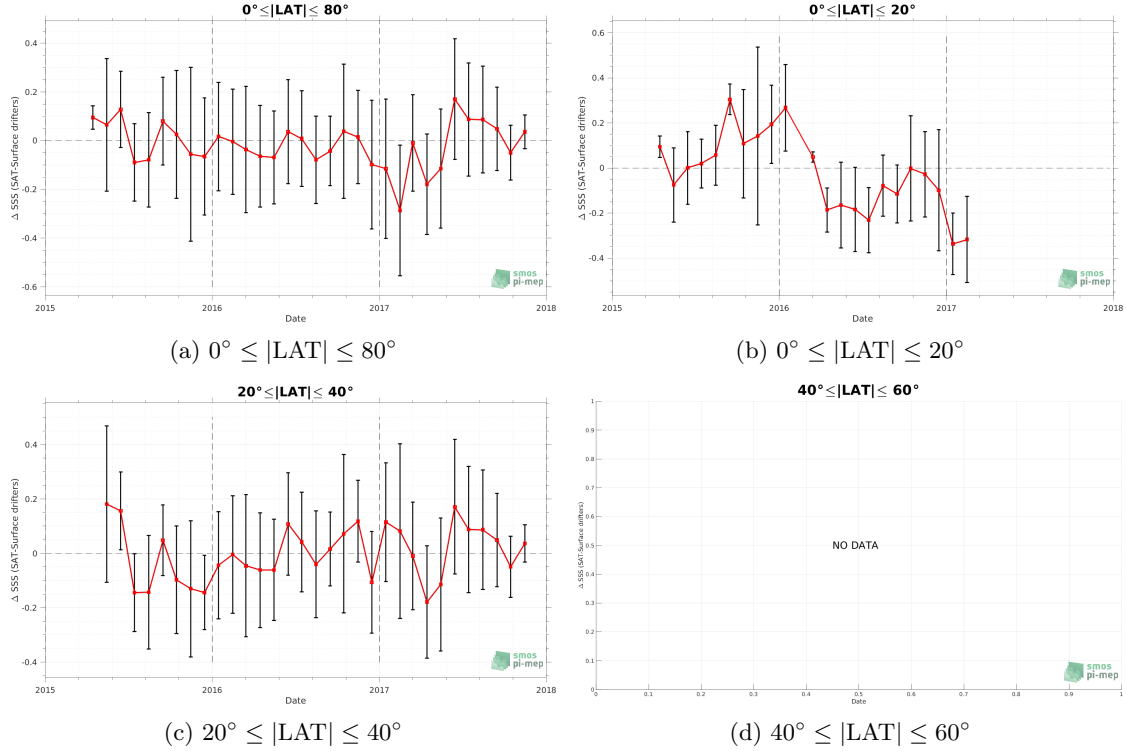 0°≤|LAT|≤ 80°
Δ SSS (SAT-Surface drifters)
0.4
0.2
0
-0.2
-0.4
-0.6
2015
2016
2017
2018
Date
smos
pi-mep
(a) 0° ≤ |LAT| ≤ 80°
0°≤|LAT|≤ 20°
Δ SSS (SAT-Surface drifters)
0.6
0.4
0.2
0
-0.2
-0.4
2015
2016
2017
2018
Date
smos
pi-mep
(b) 0° ≤ |LAT| ≤ 20°
20°≤|LAT|≤ 40°
Δ SSS (SAT-Surface drifters)
0.4
0.2
0
-0.2
-0.4
2015
2016
2017
2018
Date
smos
pi-mep
(c) 20° ≤ |LAT| ≤ 40°
40°≤|LAT|≤ 60°
Δ SSS (SAT-Surface drifters)
1
0.9
0.8
0.7
0.6
0.5
0.4
0.3
0.2
0.1
0
NO DATA
0
0.1
0.2
0.3
0.4
0.5
0.6
0.7
0.8
0.9
1
Date
smos
pi-mep
(d) 40° ≤ |LAT| ≤ 60°